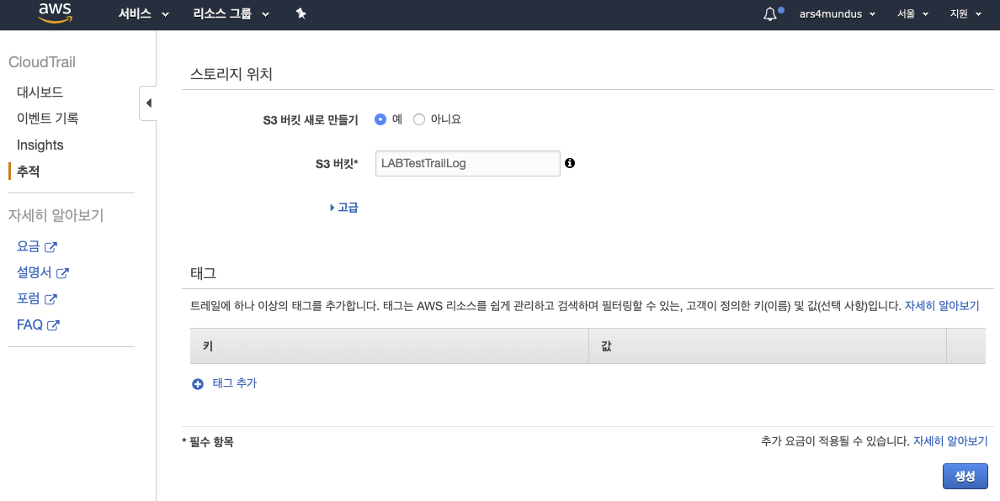 aws 서비스 리소스 그룹 ars4mundus 서울 지원
CloudTrail
대시보드
이벤트 기록
Insights
추적
자세히 알아보기
요금
설명서
포럼
FAQ
스토리지 위치
S3 버킷 새로 만들기 예 아니요
S3 버킷* LABTestTrailLog
고급
태그
트레일에 하나 이상의 태그를 추가합니다. 태그는 AWS 리소스를 쉽게 관리하고 검색하며 필터링할 수 있는, 고객이 정의한 키(이름) 및 값(선택 사항)입니다. 자세히 알아보기
키 값
태그 추가
* 필수 항목 추가 요금이 적용될 수 있습니다. 자세히 알아보기
생성